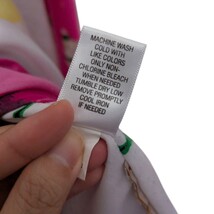 MACHINE WASH
COLD WITH
LIKE COLORS
ONLY NON-
CHLORINE BLEACH
WHEN NEEDED
TUMBLE DRY LOW
REMOVE PROMPTLY
COOL IRON
IF NEEDED